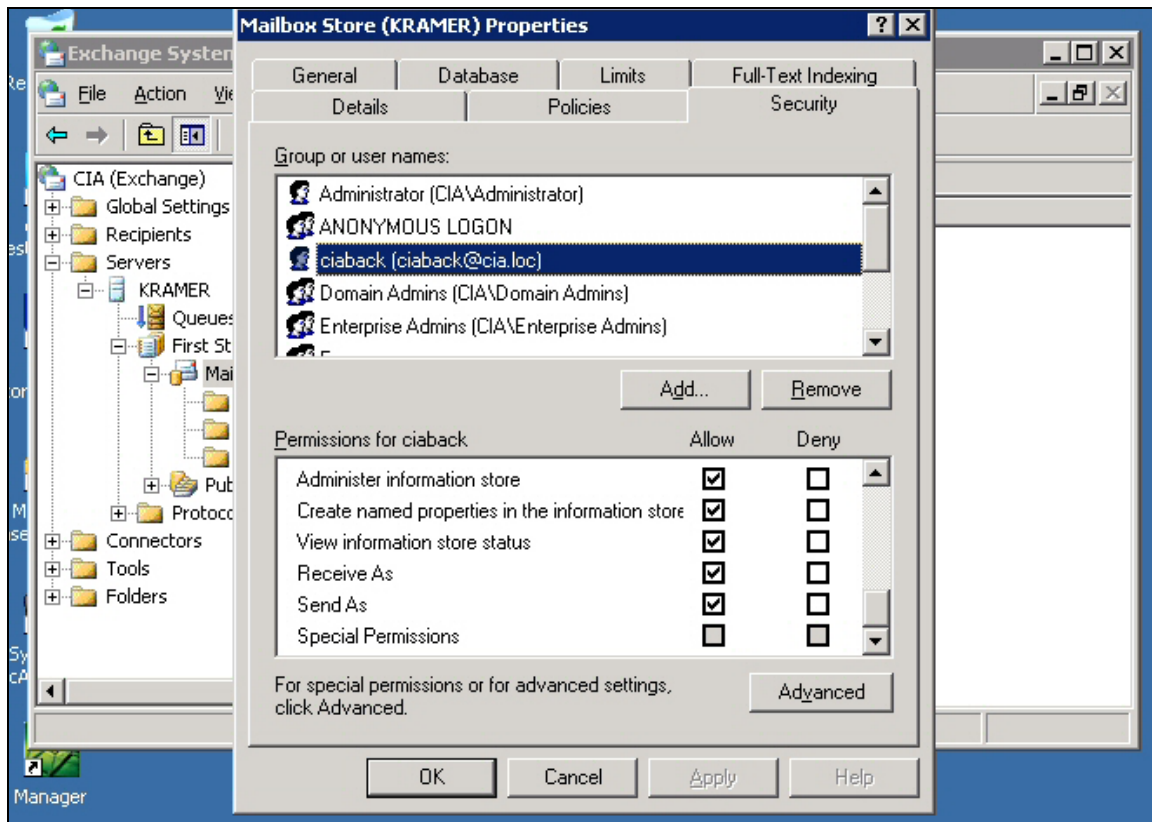 Mailbox Store (KRAMER) Properties
Exchange System
File Action
General Database Limits Full-Text Indexing
Details Policies Security
Group or user names:
Administrator (CIA\Administrator)
ANONYMOUS LOGON
ciaback (ciaback@cia.loc)
Domain Admins (CIA\Domain Admins)
Enterprise Admins (CIA\Enterprise Admins)
Add... Remove
Permissions for ciaback Allow Deny
Administer information store
Create named properties in the information store
View information store status
Receive As
Send As
Special Permissions
For special permissions or for advanced settings,
click Advanced.
Advanced
OK Cancel Apply Help
CIA (Exchange)
Global Settings
Recipients
Servers
KRAMER
Queues
First St
Mai
Pub
Protoco
Connectors
Tools
Folders
Manager